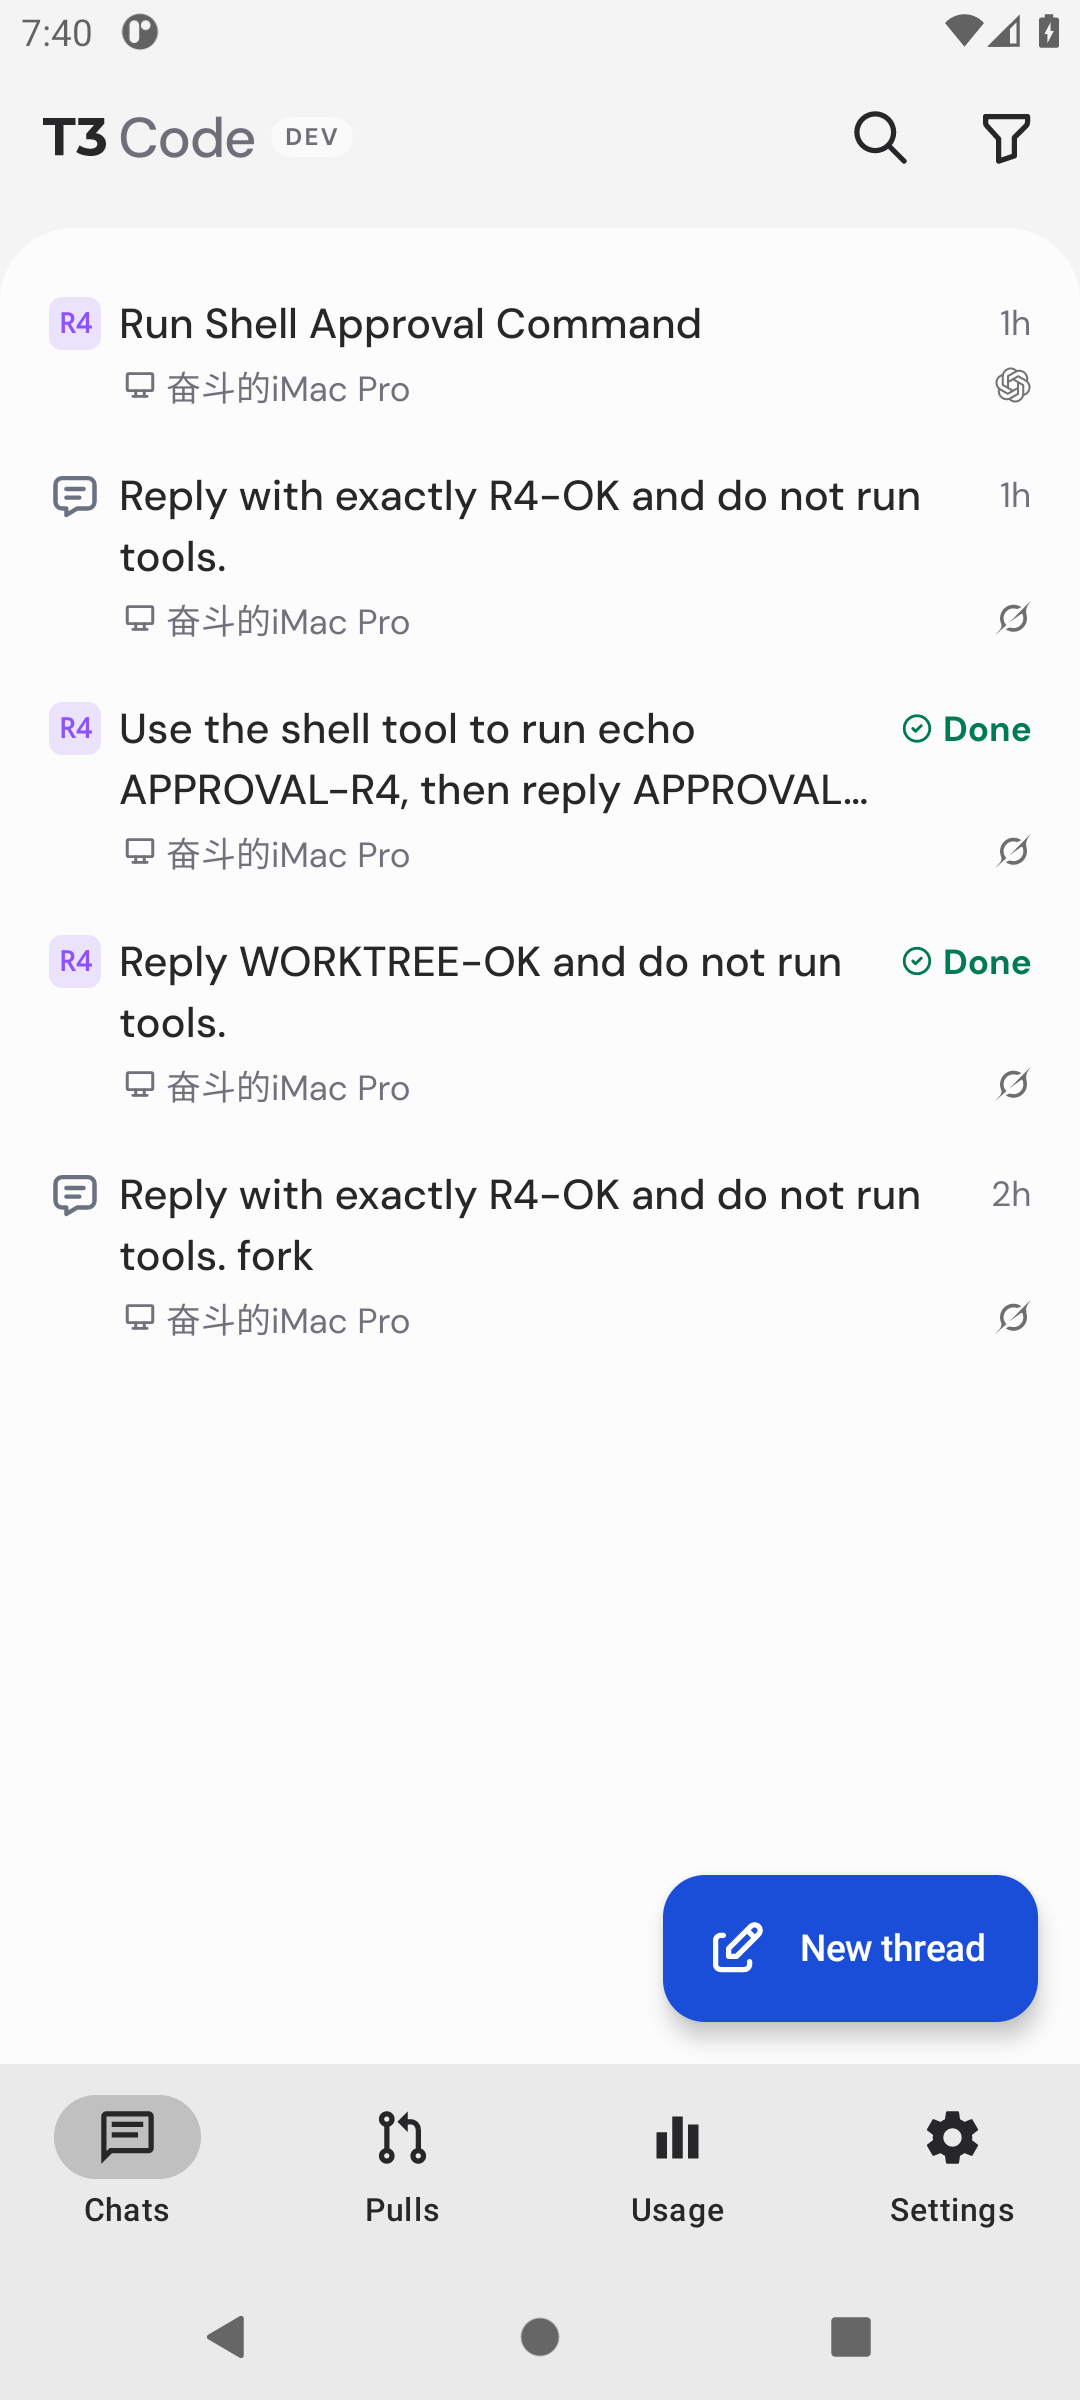 7:40
T3 Code DEV
R4 Run Shell Approval Command 1h
奋斗的iMac Pro
Reply with exactly R4-OK and do not run 1h
tools.
奋斗的iMac Pro
R4 Use the shell tool to run echo Done
APPROVAL-R4, then reply APPROVAL...
奋斗的iMac Pro
R4 Reply WORKTREE-OK and do not run Done
tools.
奋斗的iMac Pro
Reply with exactly R4-OK and do not run 2h
tools. fork
奋斗的iMac Pro
New thread
Chats Pulls Usage Settings